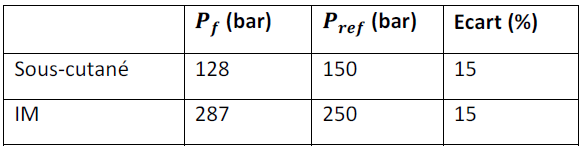 P_f (bar) P_ref (bar) Ecart (%)
Sous-cutané 128 150 15
IM 287 250 15